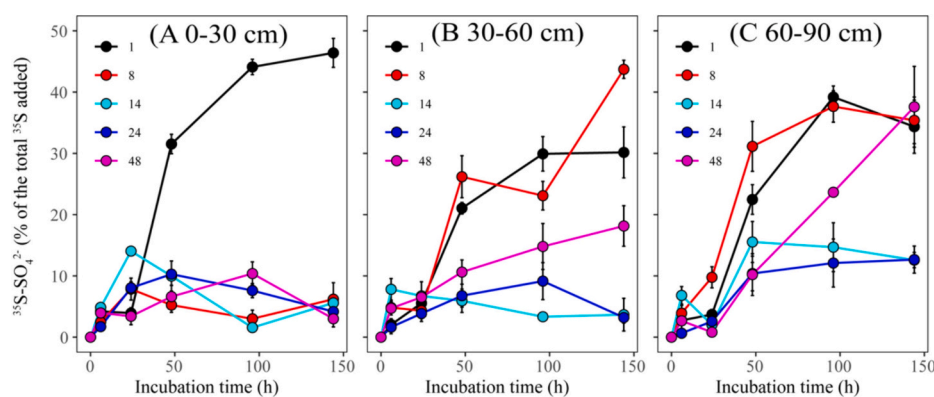 (A 0-30 cm)
(B 30-60 cm)
(C 60-90 cm)
³⁵S-SO₄²⁻ (% of the total ³⁵S added)
50
40
30
20
10
0
1
8
14
24
48
1
8
14
24
48
1
8
14
24
48
0 50 100 150
0 50 100 150
0 50 100 150
Incubation time (h)
Incubation time (h)
Incubation time (h)